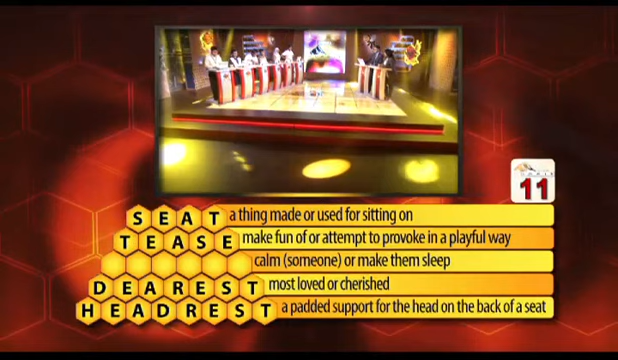 11
SEAT a thing made or used for sitting on
TEASE make fun of or attempt to provoke in a playful way
calm (someone) or make them sleep
DEAREST most loved or cherished
HEADREST a padded support for the head on the back of a seat